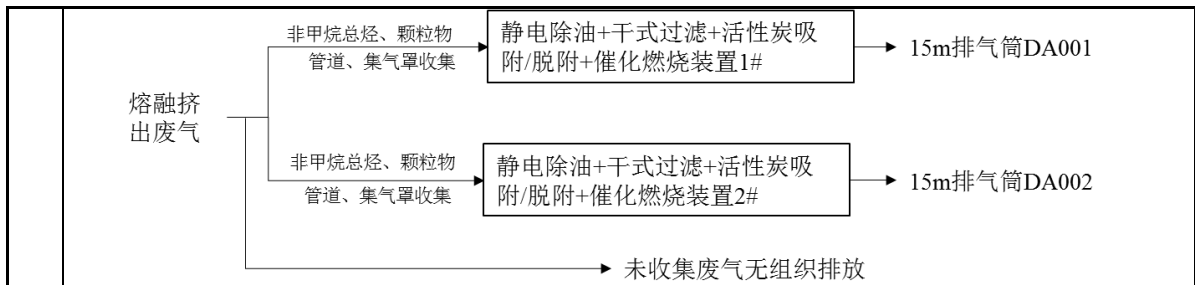 非甲烷总烃、颗粒物
管道、集气罩收集
静电除油+干式过滤+活性炭吸
附/脱附+催化燃烧装置1#
15m排气筒DA001
熔融挤
出废气
非甲烷总烃、颗粒物
管道、集气罩收集
静电除油+干式过滤+活性炭吸
附/脱附+催化燃烧装置2#
15m排气筒DA002
未收集废气无组织排放